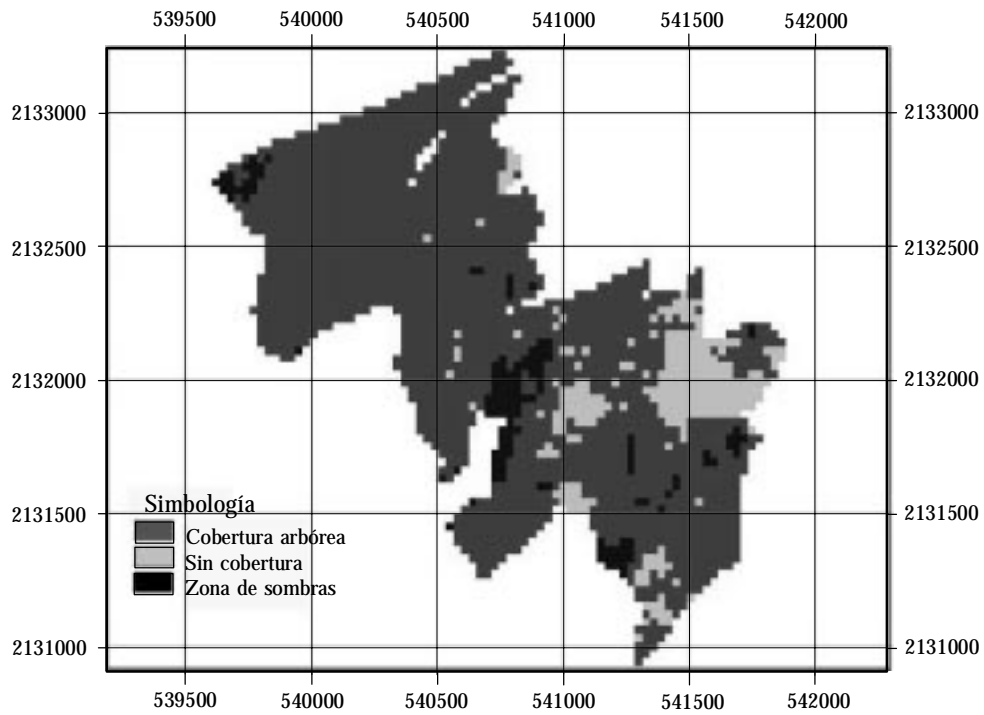 539500 540000 540500 541000 541500 542000
2133000 2133000
2132500 2132500
2132000 2132000
Simbología
2131500 2131500
Cobertura arbórea
Sin cobertura
Zona de sombras
2131000 2131000
539500 540000 540500 541000 541500 542000